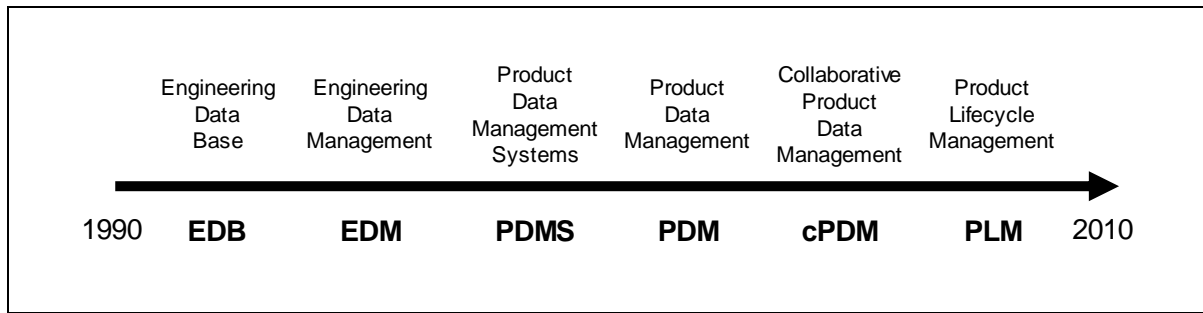 Engineering
Data
Base
Engineering
Data
Management
Product
Data
Management
Systems
Product
Data
Management
Collaborative
Product
Data
Management
Product
Lifecycle
Management
1990 EDB EDM PDMS PDM cPDM PLM 2010